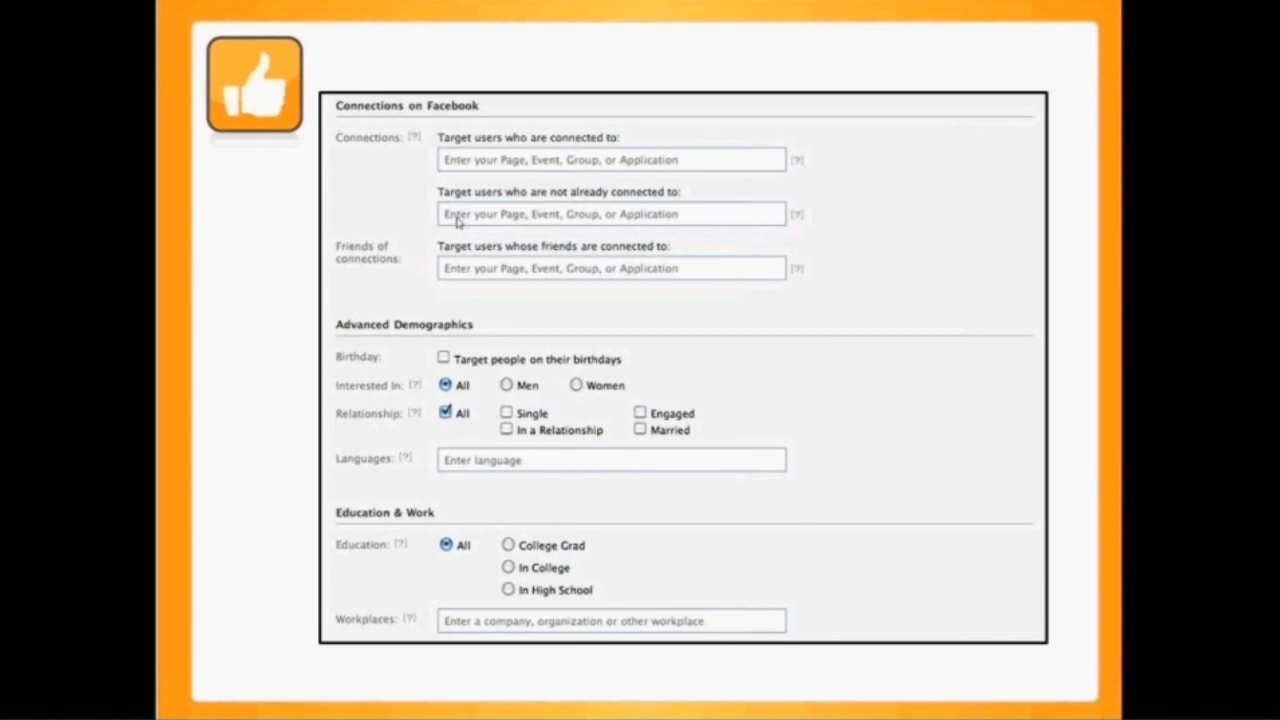 Connections on Facebook
Connections: [?] Target users who are connected to:
Enter your Page, Event, Group, or Application [?]
Target users who are not already connected to:
Enter your Page, Event, Group, or Application [?]
Friends of connections: Target users whose friends are connected to:
Enter your Page, Event, Group, or Application [?]
Advanced Demographics
Birthday: Target people on their birthdays
Interested In: [?] All Men Women
Relationship: [?] All Single Engaged
In a Relationship Married
Languages: [?] Enter language
Education & Work
Education: [?] All College Grad
In College
In High School
Workplaces: [?] Enter a company, organization or other workplace